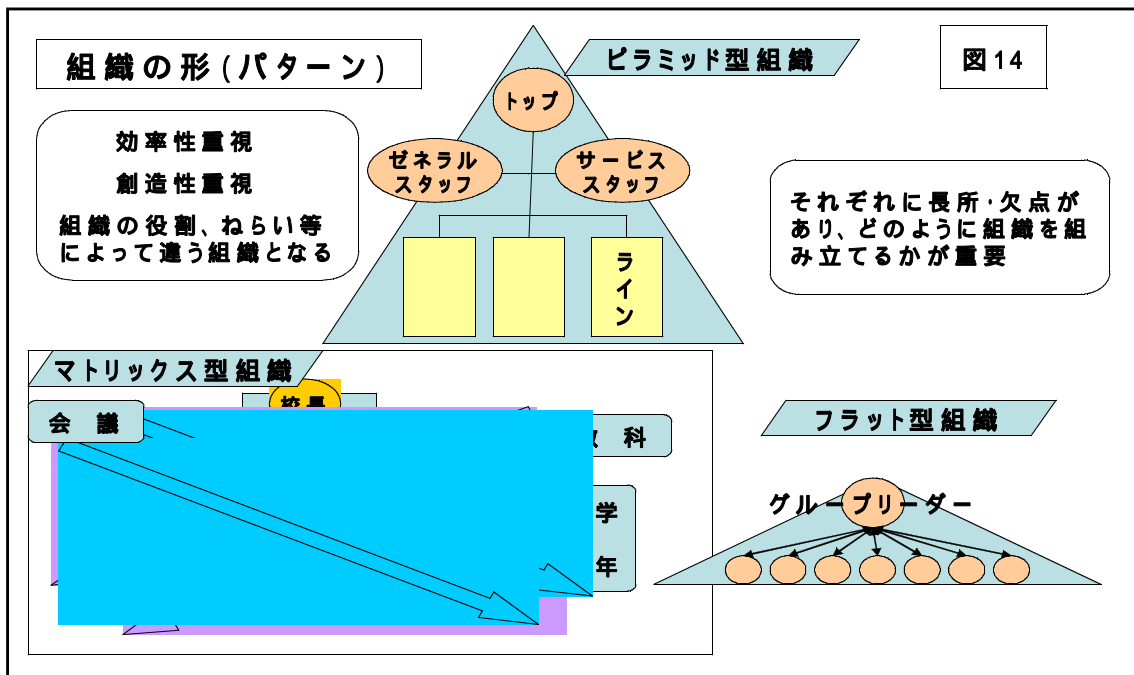 組織の形(パターン)
ピラミッド型組織
図14
トップ
効率性重視
創造性重視
組織の役割、ねらい等
によって違う組織となる
ゼネラル
スタッフ
サービス
スタッフ
ライン
それぞれに長所・欠点が
あり、どのように組織を組
み立てるかが重要
マトリックス型組織
校長
会 議
科
学
年
フラット型組織
グループリーダー